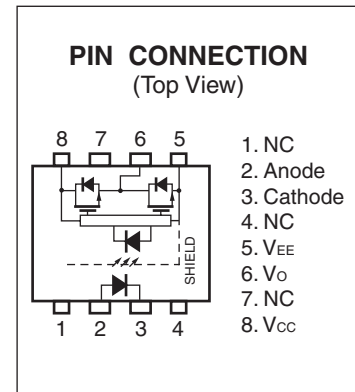 PIN CONNECTION
(Top View)
8 7 6 5
SHIELD
1 2 3 4
1. NC
2. Anode
3. Cathode
4. NC
5. VEE
6. VO
7. NC
8. VCC